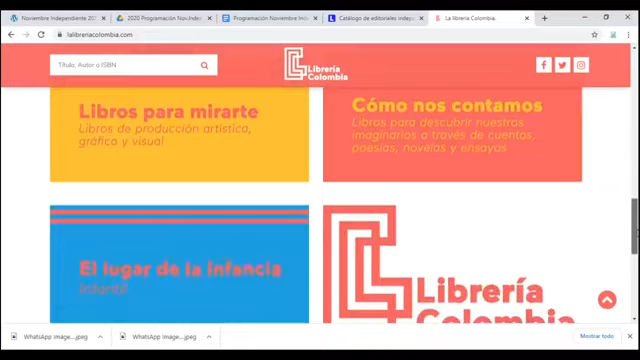 Noviembre Independiente 202
2020 Programación Nov.Indep
Programación Noviembre Inde
Catálogo de editoriales indepe
La librería Colombia.
lalibreriacolombia.com
Título, Autor o ISBN
Librería
Colombia
Libros para mirarte
Libros de producción artística,
gráfica y visual
Cómo nos contamos
Libros para descubrir nuestros
imaginarios a través de cuentos,
poesías, novelas y ensayos
El lugar de la infancia
Infantil
Librería
Colombia
WhatsApp Image....jpeg
WhatsApp Image....jpeg
Mostrar todo